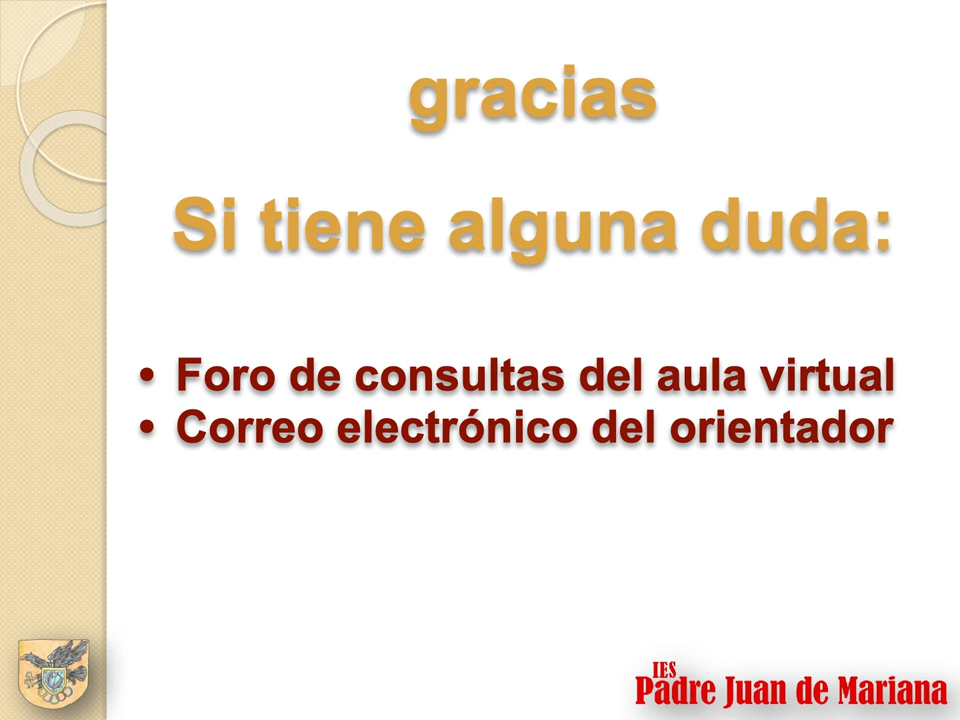 gracias
Si tiene alguna duda:
• Foro de consultas del aula virtual
• Correo electrónico del orientador
IES
Padre Juan de Mariana